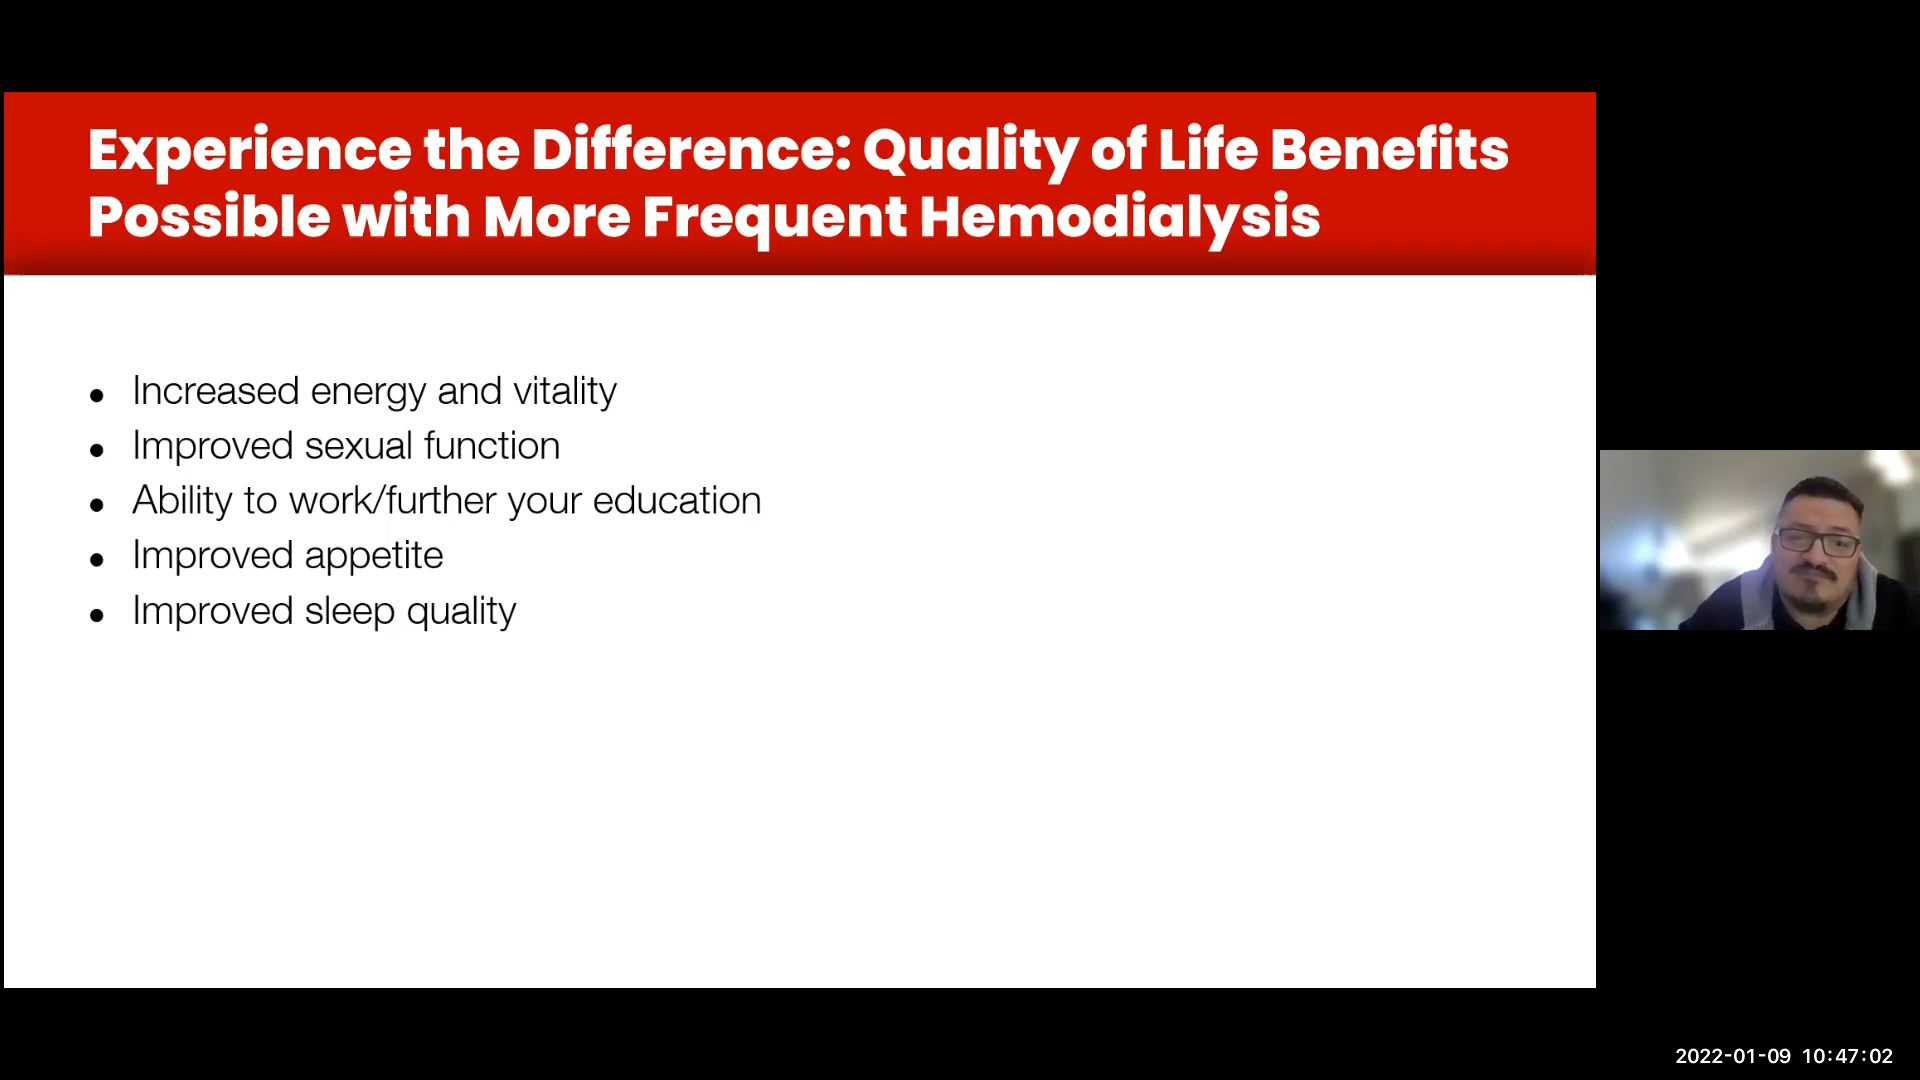 Experience the Difference: Quality of Life Benefits
Possible with More Frequent Hemodialysis
• Increased energy and vitality
• Improved sexual function
• Ability to work/further your education
• Improved appetite
• Improved sleep quality
2022-01-09 10:47:02